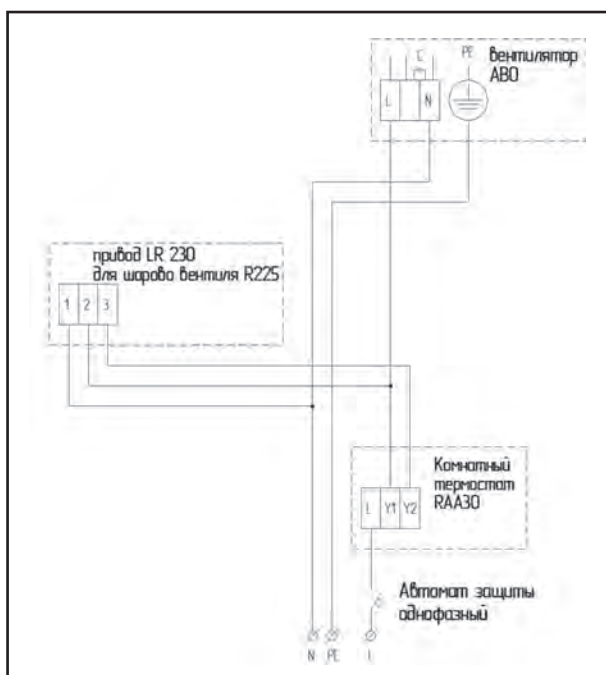 C PE вентилятор
АВО
L N
привод LR 230
для шарово вентиля R225
1 2 3
Комнатный
термостат
RAA30
L Y1 Y2
Автомат защиты
однофазный
N PE L